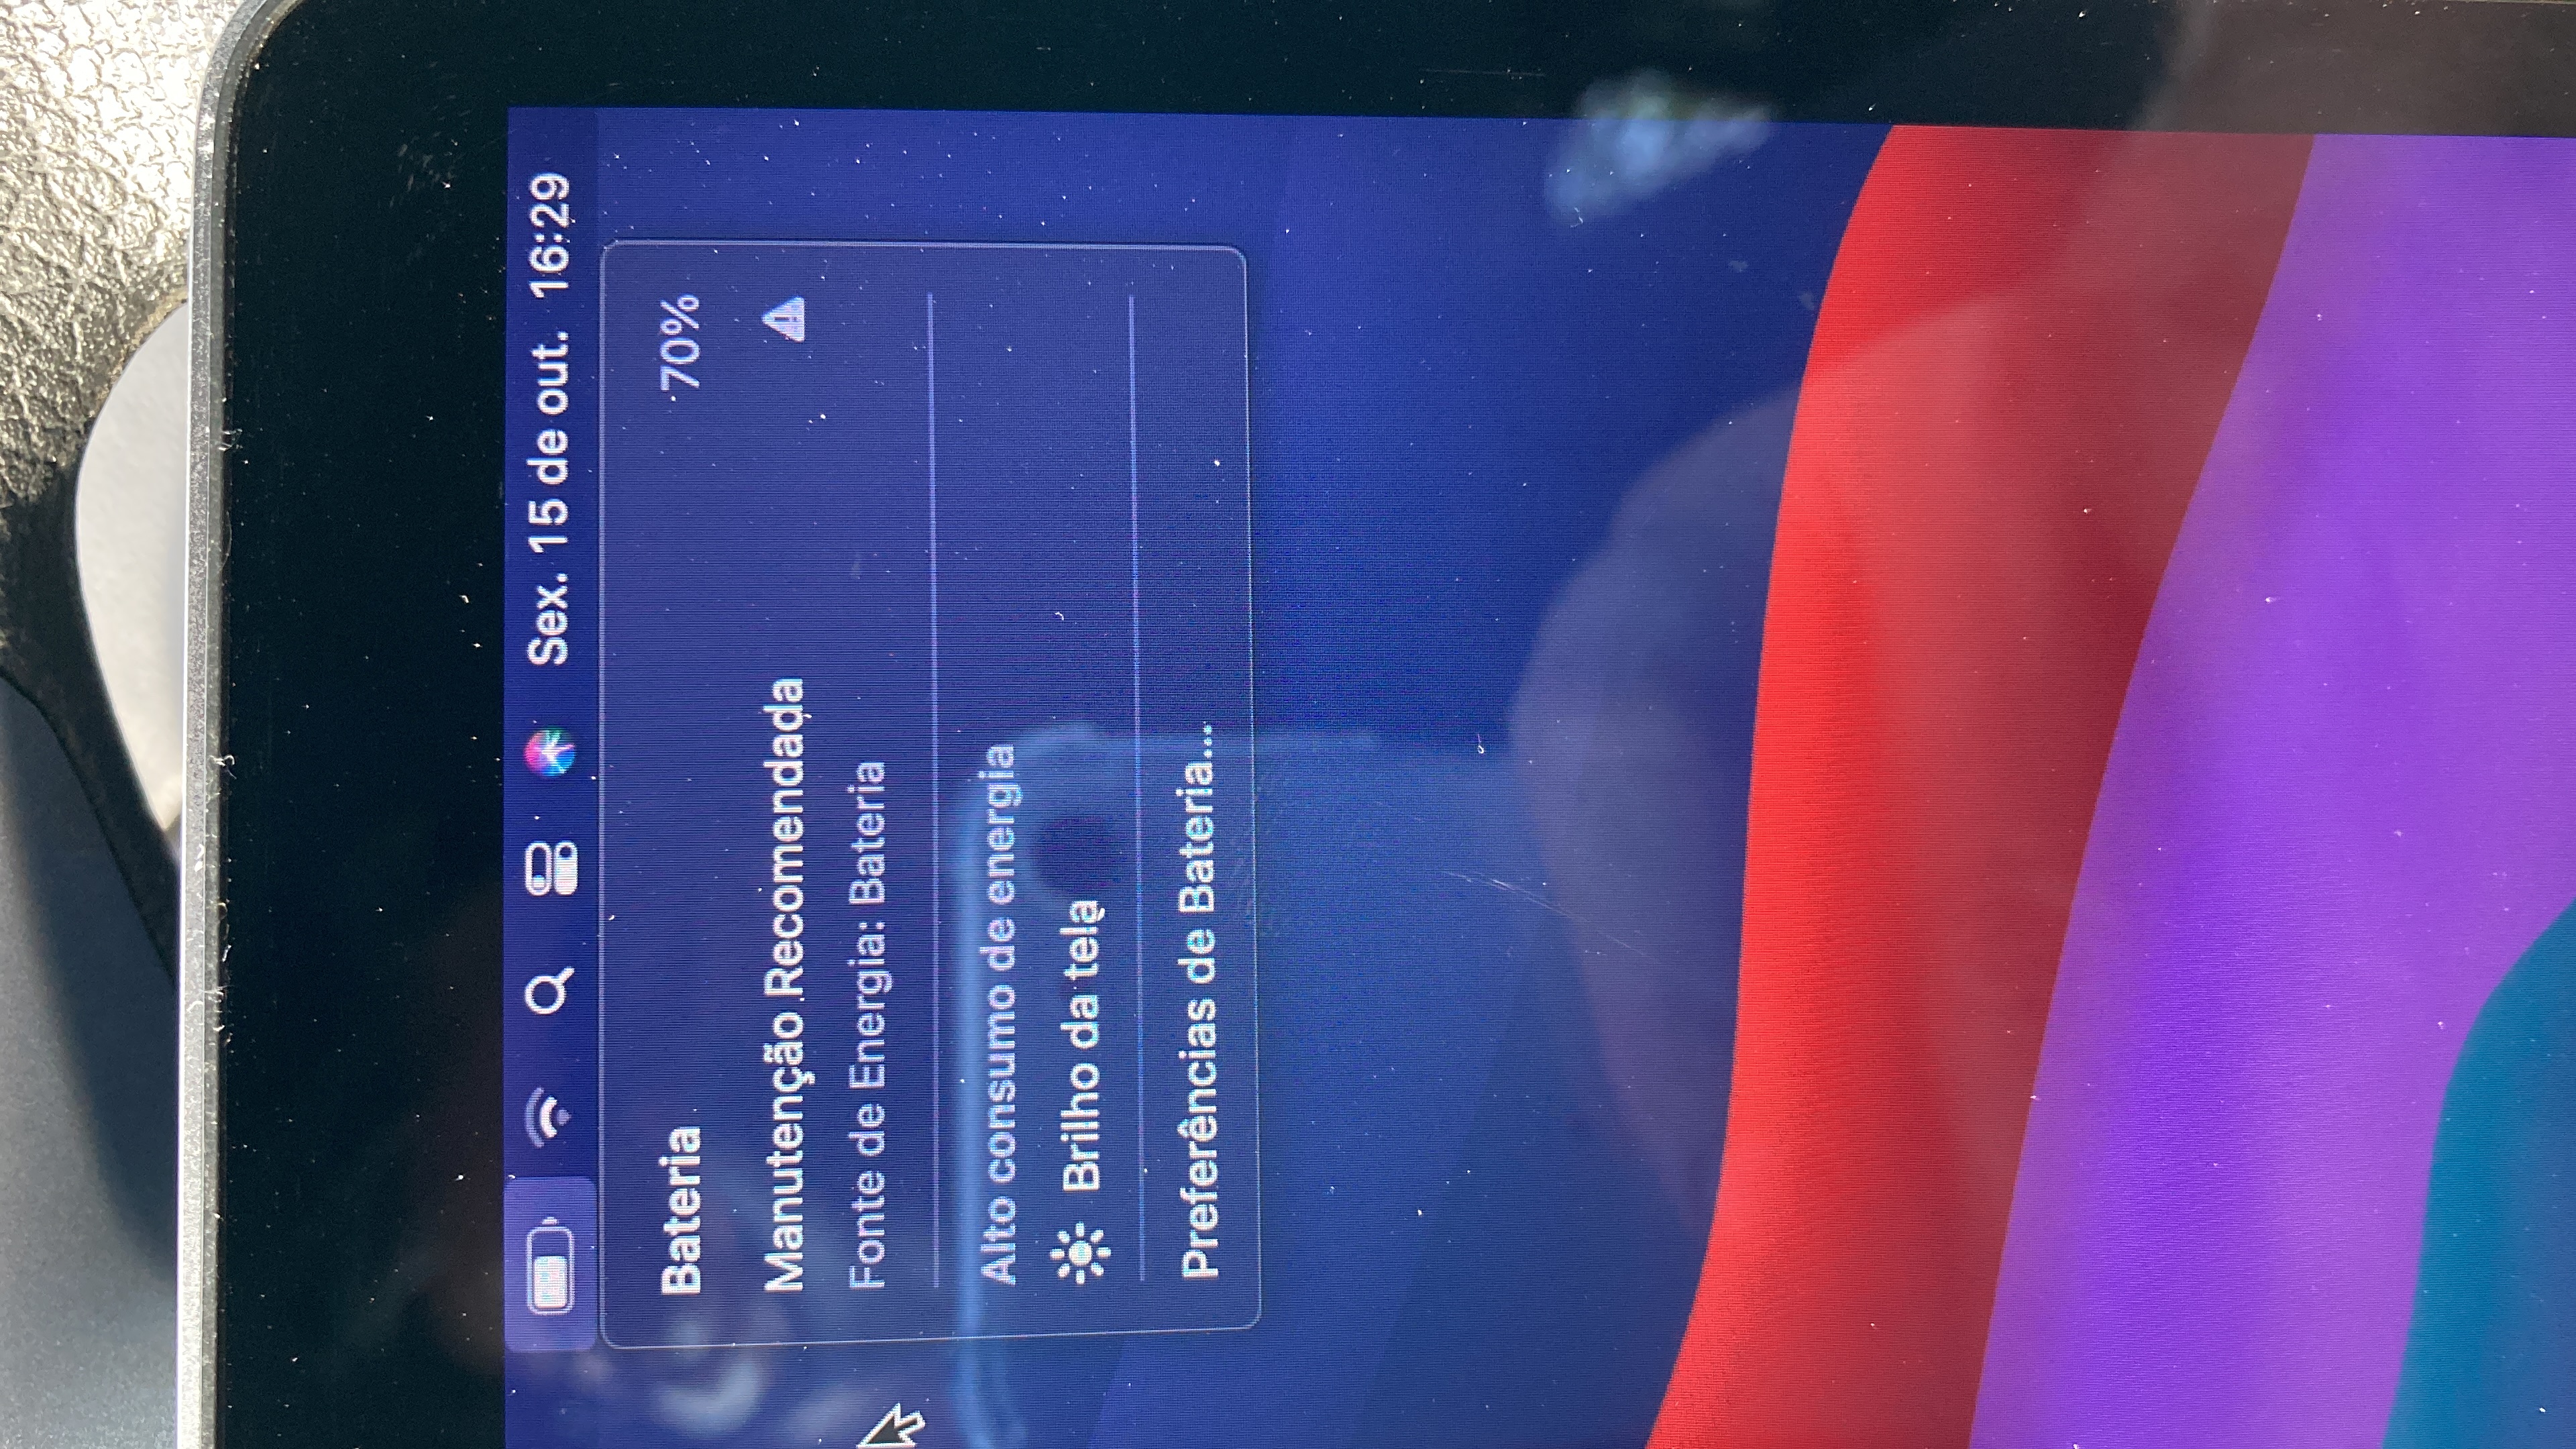 Sex. 15 de out. 16:29
Bateria 70%
Manutenção Recomendada
Fonte de Energia: Bateria
Alto consumo de energia
Brilho da tela
Preferências de Bateria...